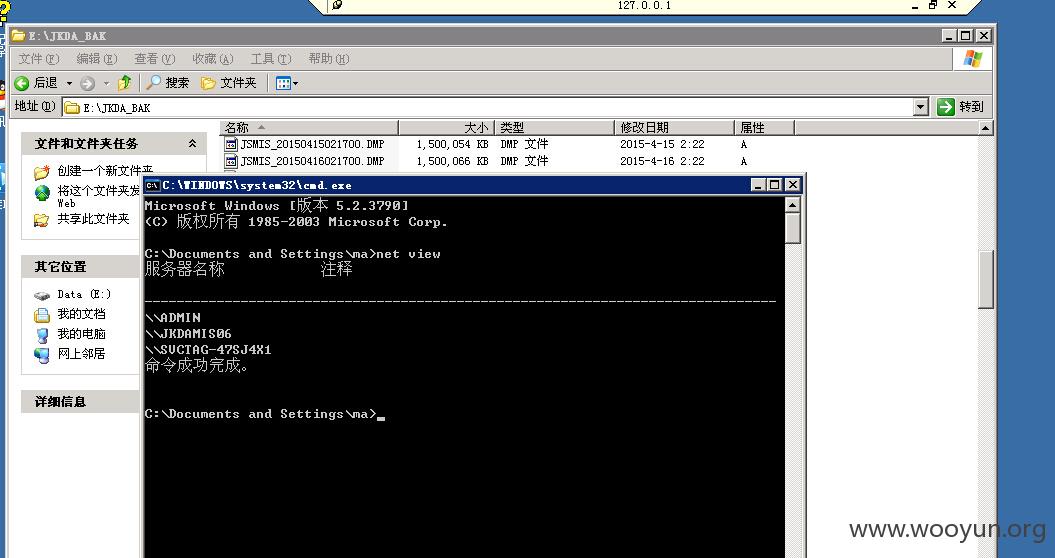 127.0.0.1
E:\JKDA_BAK
文件(F) 编辑(E) 查看(V) 收藏(A) 工具(T) 帮助(H)
后退 搜索 文件夹
地址(D) E:\JKDA_BAK 转到
文件和文件夹任务
创建一个新文件夹
将这个文件夹发
Web
共享此文件夹
其它位置
Data (E:)
我的文档
我的电脑
网上邻居
详细信息
名称 大小 类型 修改日期 属性
JSMIS_20150415021700.DMP 1,500,054 KB DMP 文件 2015-4-15 2:22 A
JSMIS_20150416021700.DMP 1,500,066 KB DMP 文件 2015-4-16 2:22 A
C:\WINDOWS\system32\cmd.exe
Microsoft Windows [版本 5.2.3790]
(C) 版权所有 1985-2003 Microsoft Corp.
C:\Documents and Settings\ma>net view
服务器名称 注释
-------------------------------------------------------------------------------
\\ADMIN
\\JKDAMIS06
\\SVCTAG-47SJ4X1
命令成功完成。
C:\Documents and Settings\ma>_
www.wooyun.org